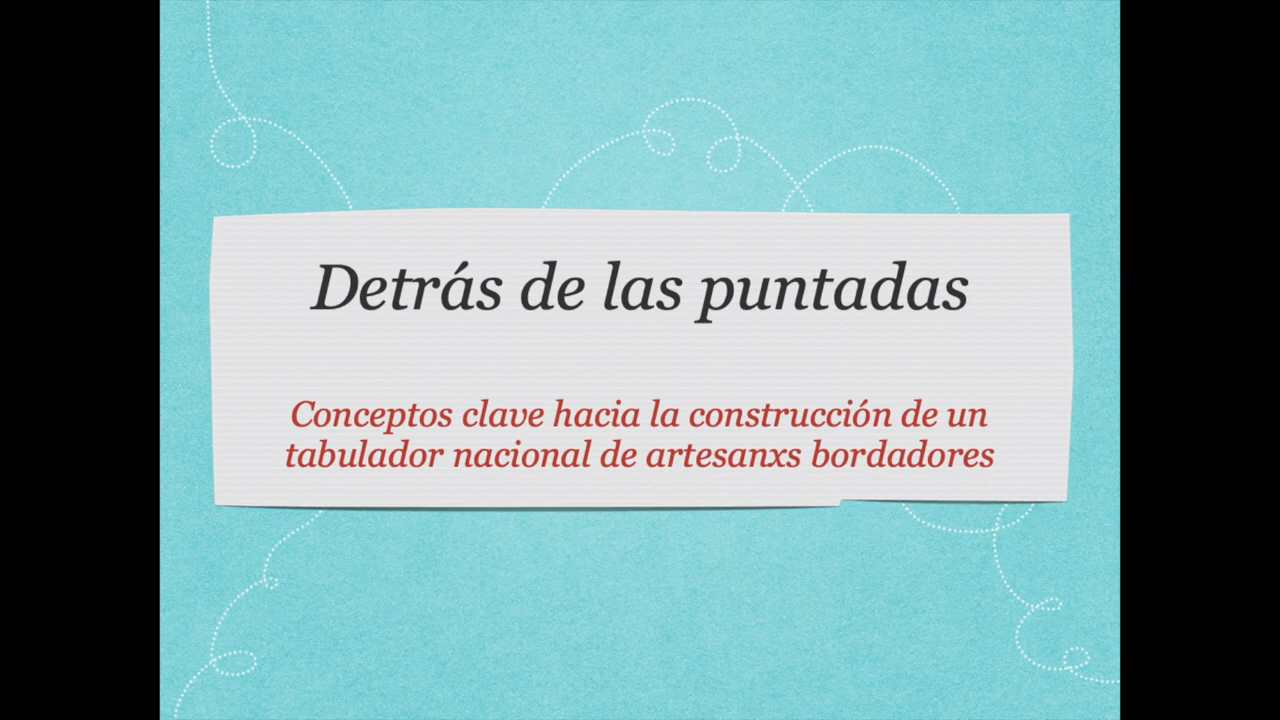 Detrás de las puntadas
Conceptos clave hacia la construcción de un
tabulador nacional de artesanxs bordadores